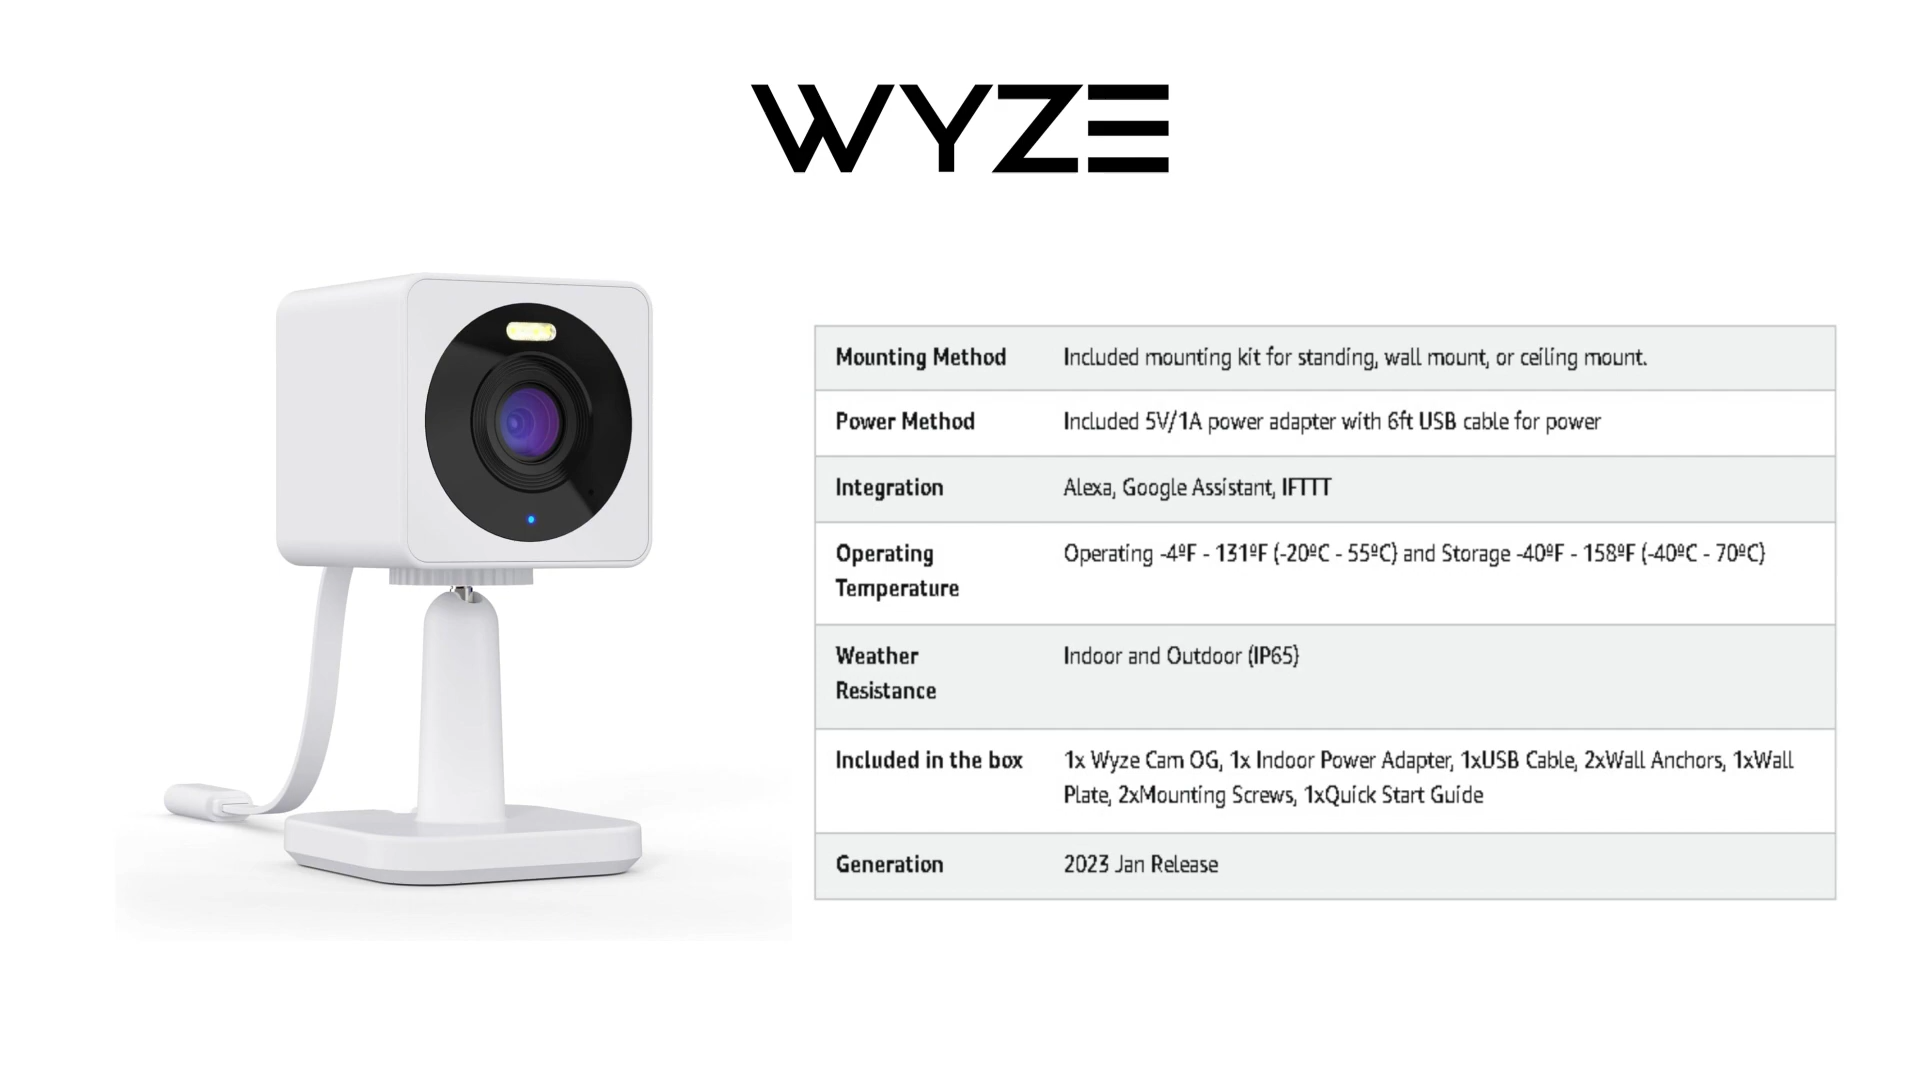 WYZE
Mounting Method Included mounting kit for standing, wall mount, or ceiling mount.
Power Method Included 5V/1A power adapter with 6ft USB cable for power
Integration Alexa, Google Assistant, IFTTT
Operating Temperature Operating -4ºF - 131ºF (-20ºC - 55ºC) and Storage -40ºF - 158ºF (-40ºC - 70ºC)
Weather Resistance Indoor and Outdoor (IP65)
Included in the box 1x Wyze Cam OG, 1x Indoor Power Adapter, 1xUSB Cable, 2xWall Anchors, 1xWall
Plate, 2xMounting Screws, 1xQuick Start Guide
Generation 2023 Jan Release